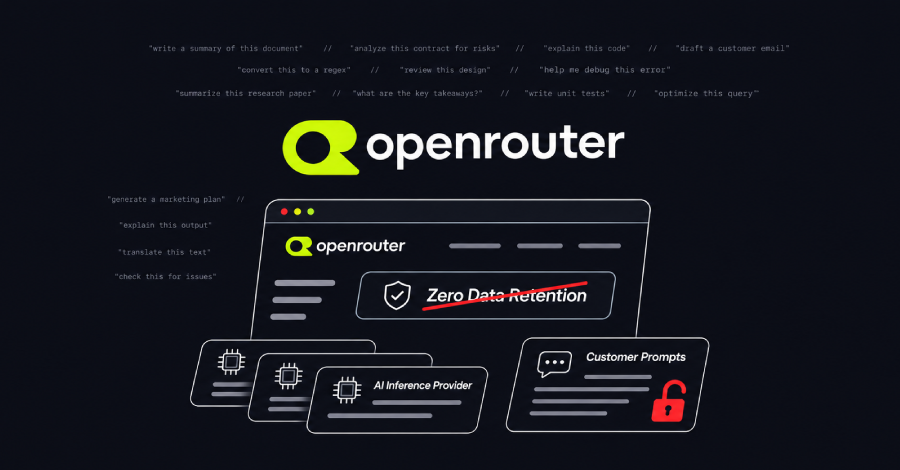 "write a summary of this document" // "analyze this contract for risks" // "explain this code" // "draft a customer email"
"convert this to a regex" // "review this design" // "help me debug this error"
"summarize this research paper" // "what are the key takeaways?" // "write unit tests" // "optimize this query"
openrouter
"generate a marketing plan" //
"explain this output"
"translate this text"
"check this for issues"
openrouter
Zero Data Retention
AI Inference Provider
Customer Prompts